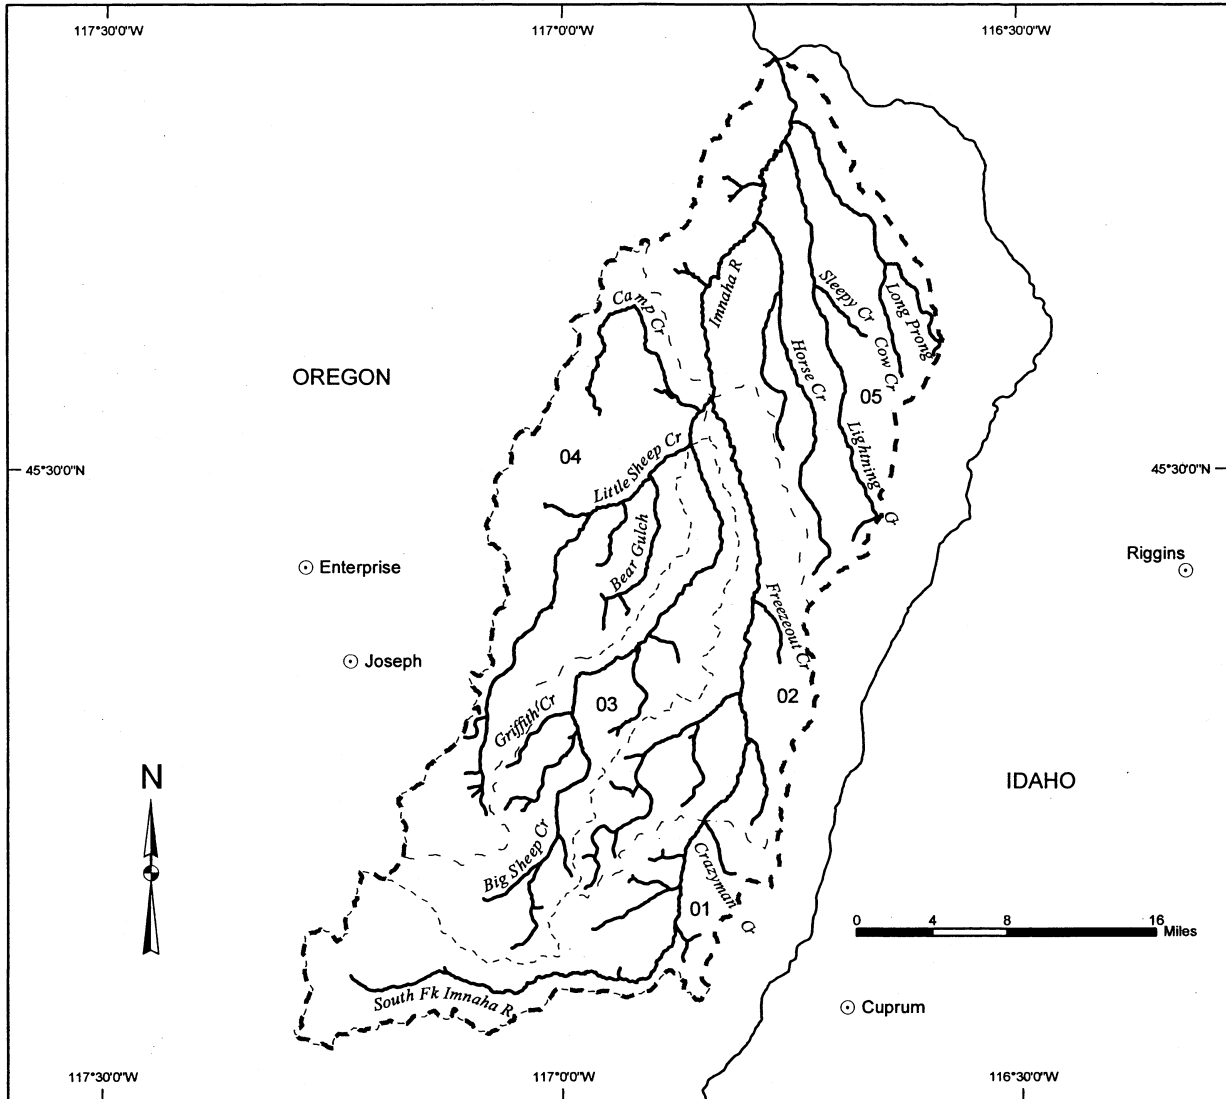 117°30'0"W
117°0'0"W
116°30'0"W
Imnaha R
Sleepy Cr
Long Prong
Camp Cr
Horse Cr
Cow Cr
OREGON
05
Lightning Cr
04
Little Sheep Cr
45°30'0"N
45°30'0"N
Bear Gulch
Enterprise
Riggins
Freezeout Cr
Joseph
03
02
Griffith Cr
N
IDAHO
Big Sheep Cr
Crazyman Cr
01
0 4 8 16
Miles
South Fk Imnaha R
Cuprum
117°30'0"W
117°0'0"W
116°30'0"W